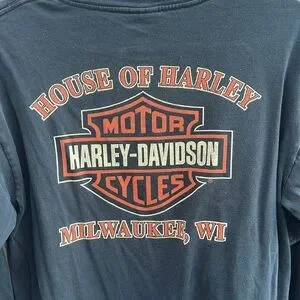 HOUSE OF HARLEY
MOTOR
HARLEY-DAVIDSON
CYCLES
MILWAUKEE, WI